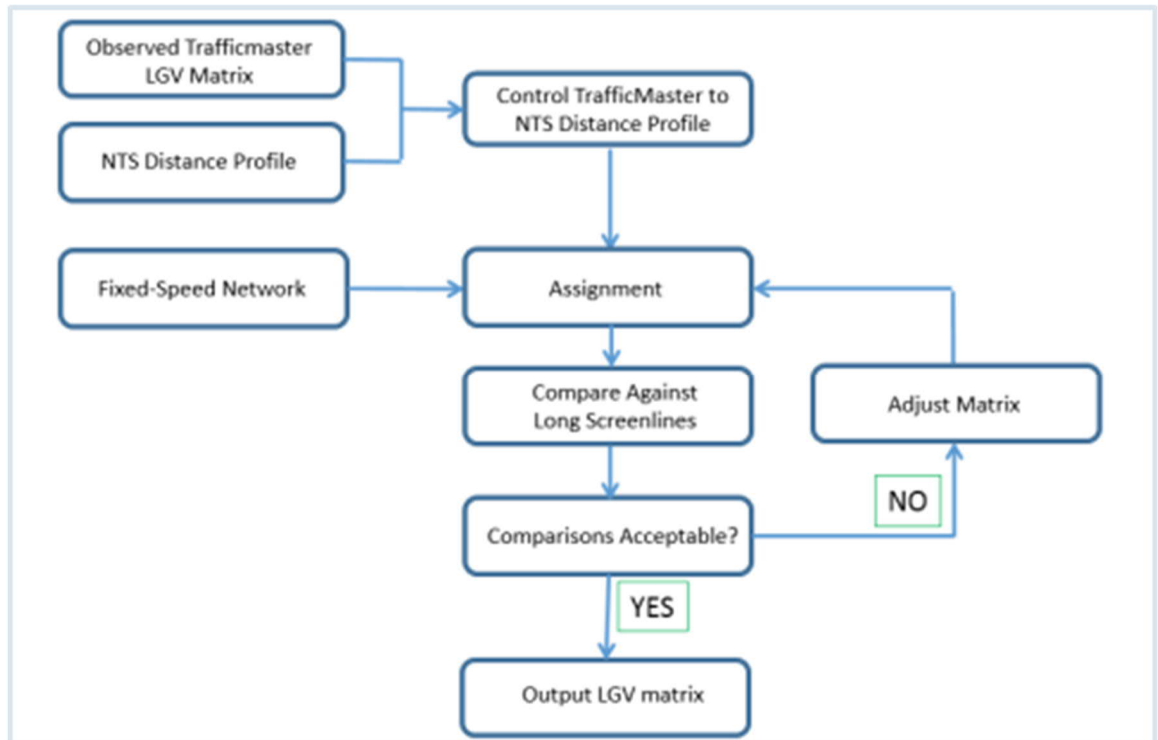 Observed Trafficmaster
LGV Matrix
NTS Distance Profile
Control TrafficMaster to
NTS Distance Profile
Fixed-Speed Network
Assignment
Compare Against
Long Screenlines
Adjust Matrix
NO
Comparisons Acceptable?
YES
Output LGV matrix